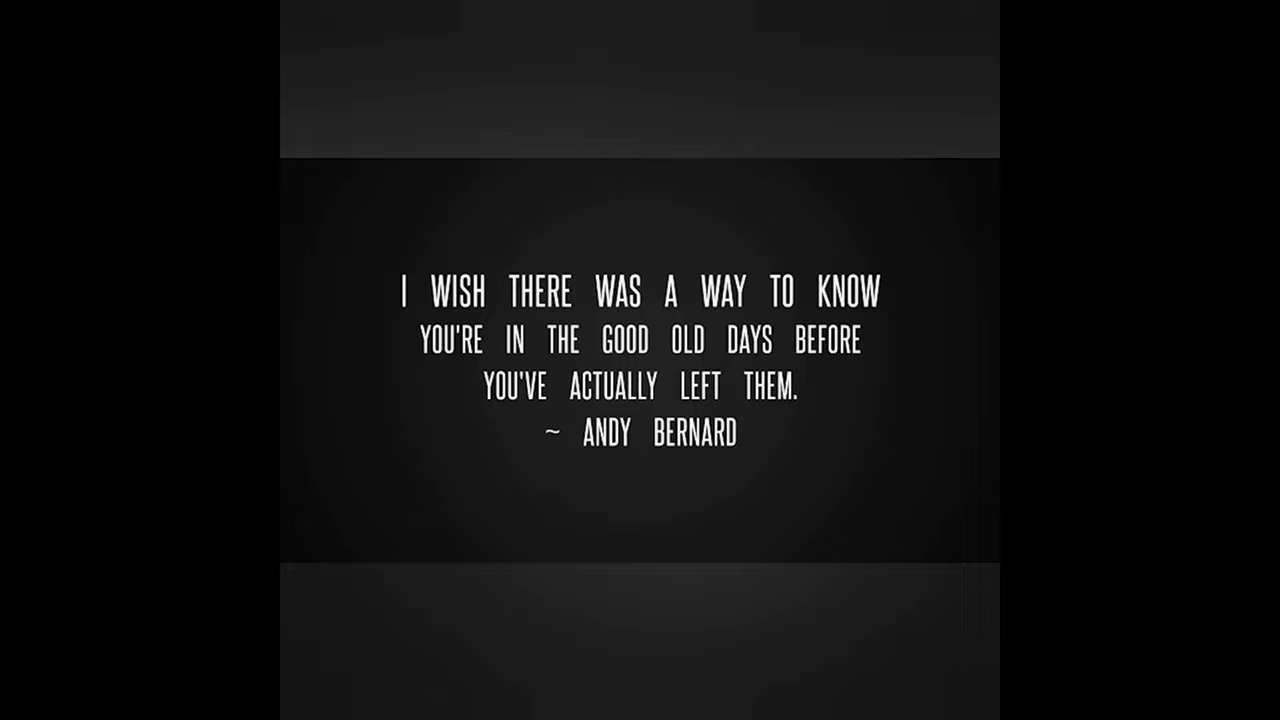 I WISH THERE WAS A WAY TO KNOW
YOU'RE IN THE GOOD OLD DAYS BEFORE
YOU'VE ACTUALLY LEFT THEM.
~ ANDY BERNARD